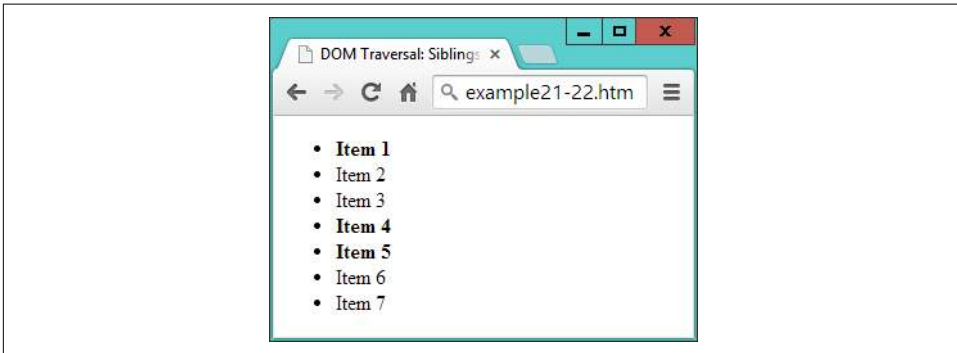 DOM Traversal: Siblings
example21-22.htm
• Item 1
• Item 2
• Item 3
• Item 4
• Item 5
• Item 6
• Item 7